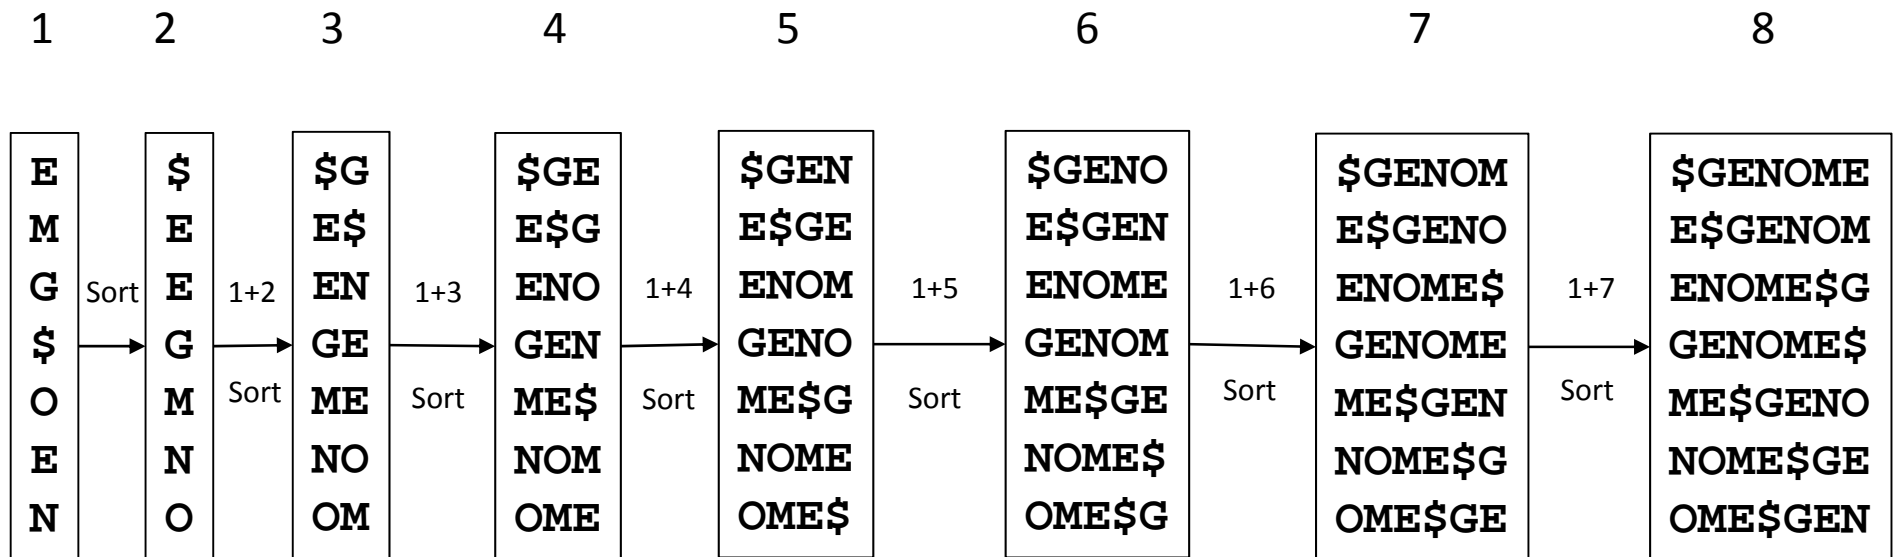 1 2 3 4 5 6 7 8
E $ $G $GE $GEN $GENO $GENOM $GENOME
M E E$ E$G E$GE E$GEN E$GENO E$GENOM
G Sort E 1+2 EN 1+3 ENO 1+4 ENOM 1+5 ENOME 1+6 ENOME$ 1+7 ENOME$G
$ G GE GEN GENO GENOM GENOME GENOME$
O M Sort ME Sort ME$ Sort ME$G Sort ME$GE Sort ME$GEN Sort ME$GENO
E N NO NOM NOME NOME$ NOME$G NOME$GE
N O OM OME OME$ OME$G OME$GE OME$GEN